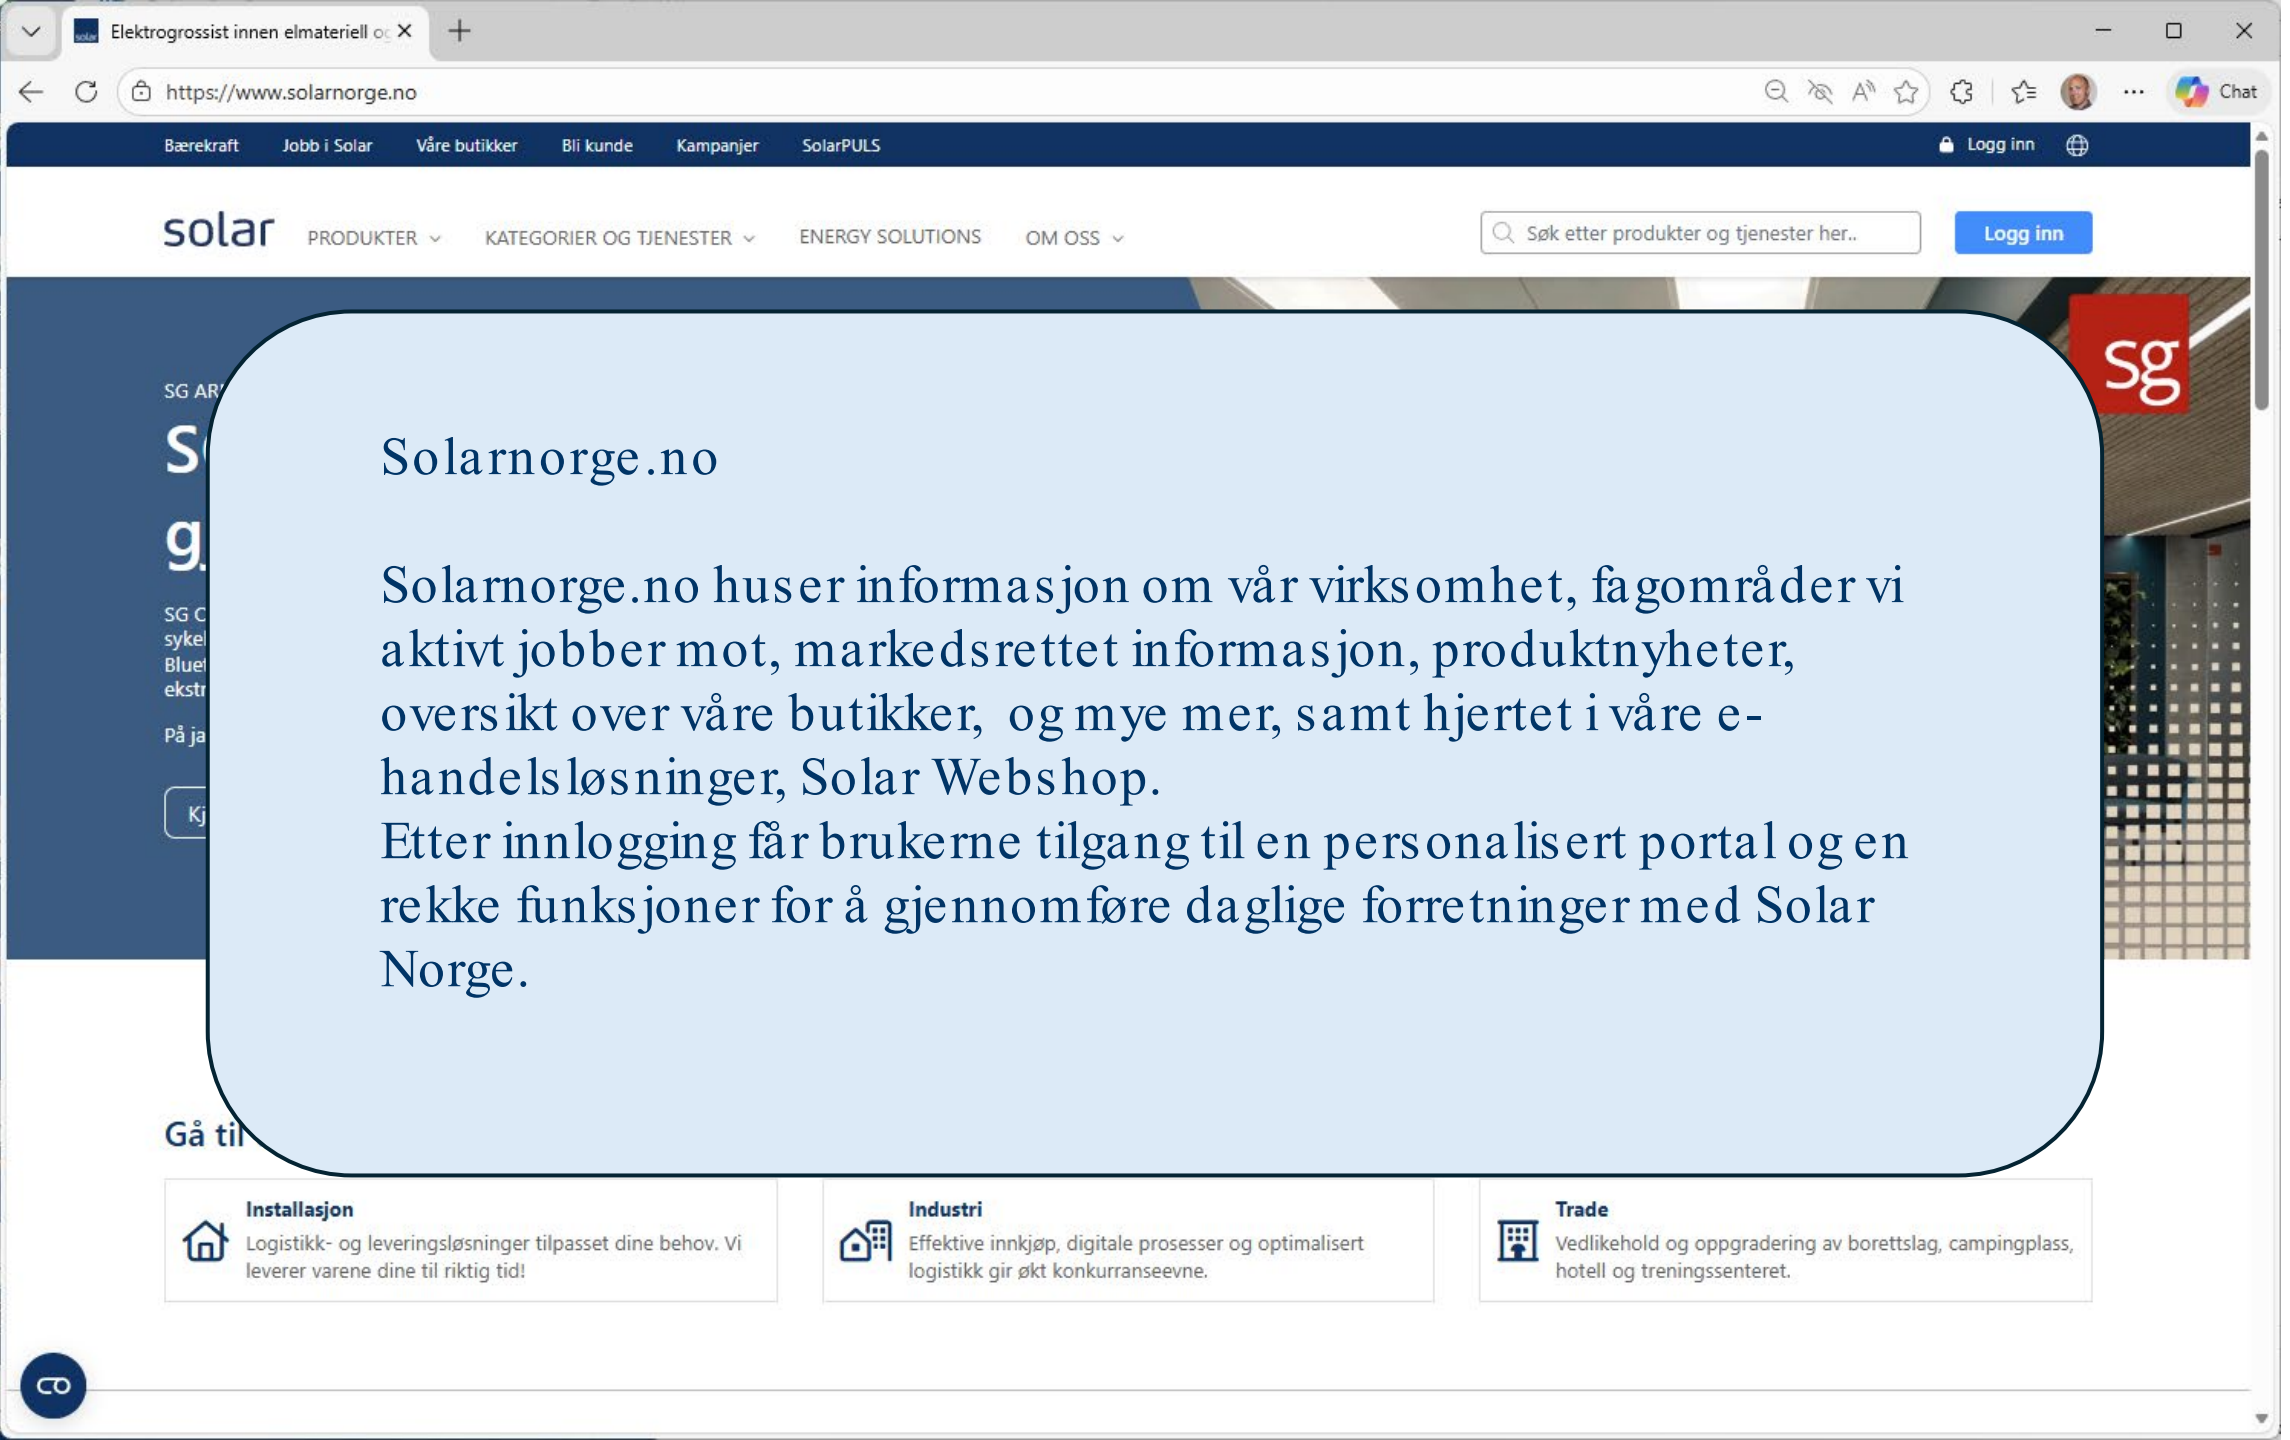 Elektrogrossist innen elmateriell
https://www.solarnorge.no
Chat
Bærekraft Jobb i Solar Våre butikker Bli kunde Kampanjer SolarPULS Logg inn
solar PRODUKTER KATEGORIER OG TJENESTER ENERGY SOLUTIONS OM OSS Søk etter produkter og tjenester her.. Logg inn
sg
SG
Solarnorge.no
Solarnorge.no huser informasjon om vår virksomhet, fagområder vi
aktivt jobber mot, markedsrettet informasjon, produktnyheter,
oversikt over våre butikker, og mye mer, samt hjertet i våre e-
handelsløsninger, Solar Webshop.
Etter innlogging får brukerne tilgang til en personalisert portal og en
rekke funksjoner for å gjennomføre daglige forretninger med Solar
Norge.
SG
På
Gå til
Installasjon
Logistikk- og leveringsløsninger tilpasset dine behov. Vi
leverer varene dine til riktig tid!
Industri
Effektive innkjøp, digitale prosesser og optimalisert
logistikk gir økt konkurranseevne.
Trade
Vedlikehold og oppgradering av borettslag, campingplass,
hotell og treningssenteret.